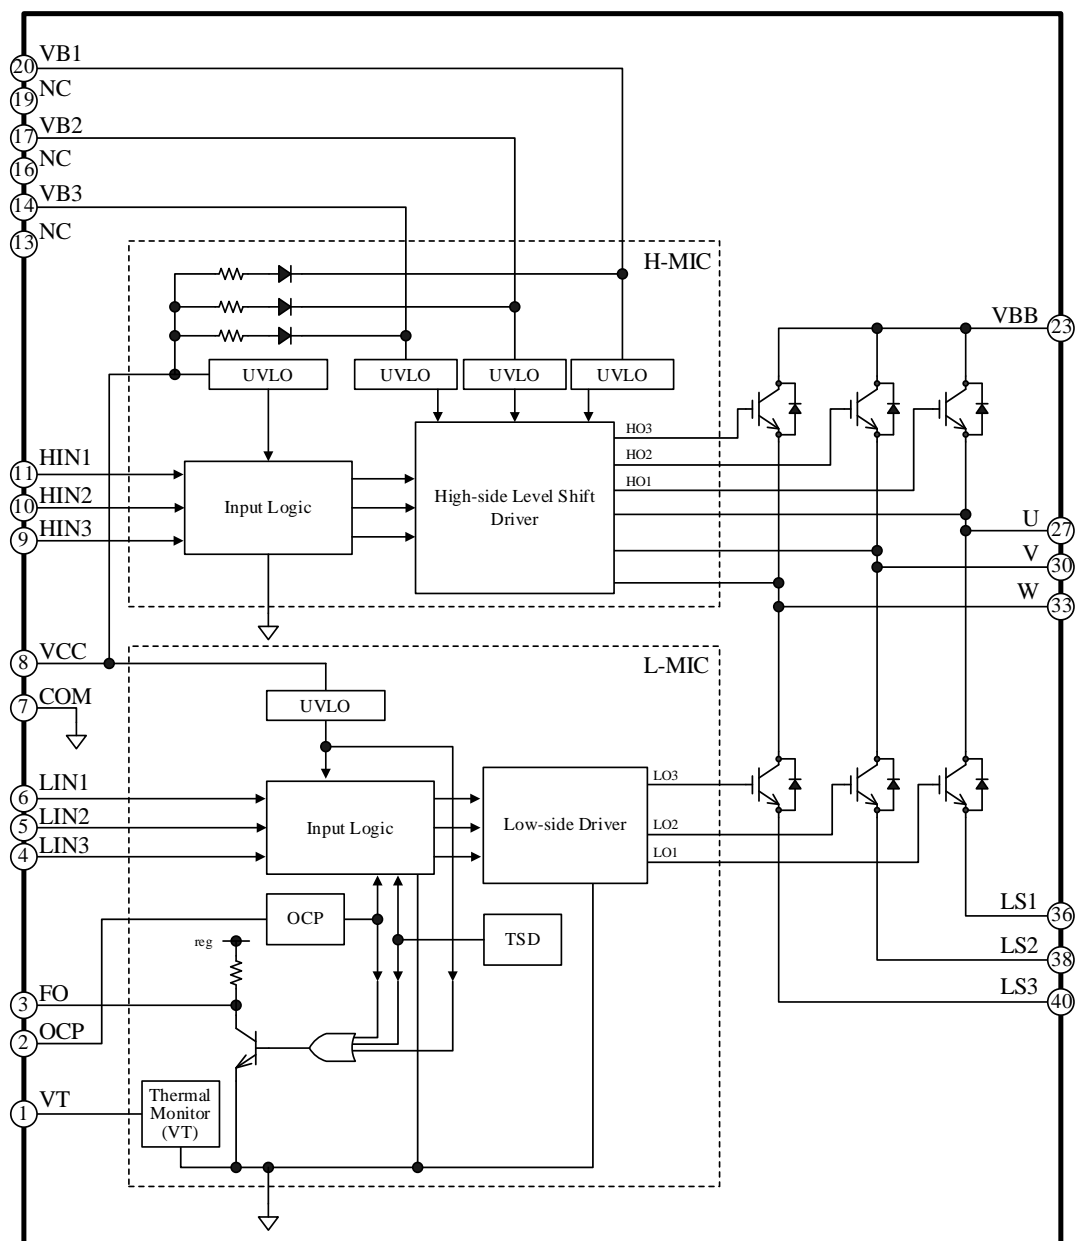 20 VB1
19 NC
17 VB2
16 NC
14 VB3
13 NC
H-MIC
VBB 23
UVLO
UVLO
UVLO
UVLO
HO3
HO2
HO1
11 HIN1
10 HIN2
9 HIN3
Input Logic
High-side Level Shift
Driver
U 27
V 30
W 33
8 VCC
7 COM
L-MIC
UVLO
6 LIN1
5 LIN2
4 LIN3
Input Logic
Low-side Driver
LO3
LO2
LO1
OCP
TSD
reg
LS1 36
LS2 38
LS3 40
3 FO
2 OCP
1 VT
Thermal
Monitor
(VT)